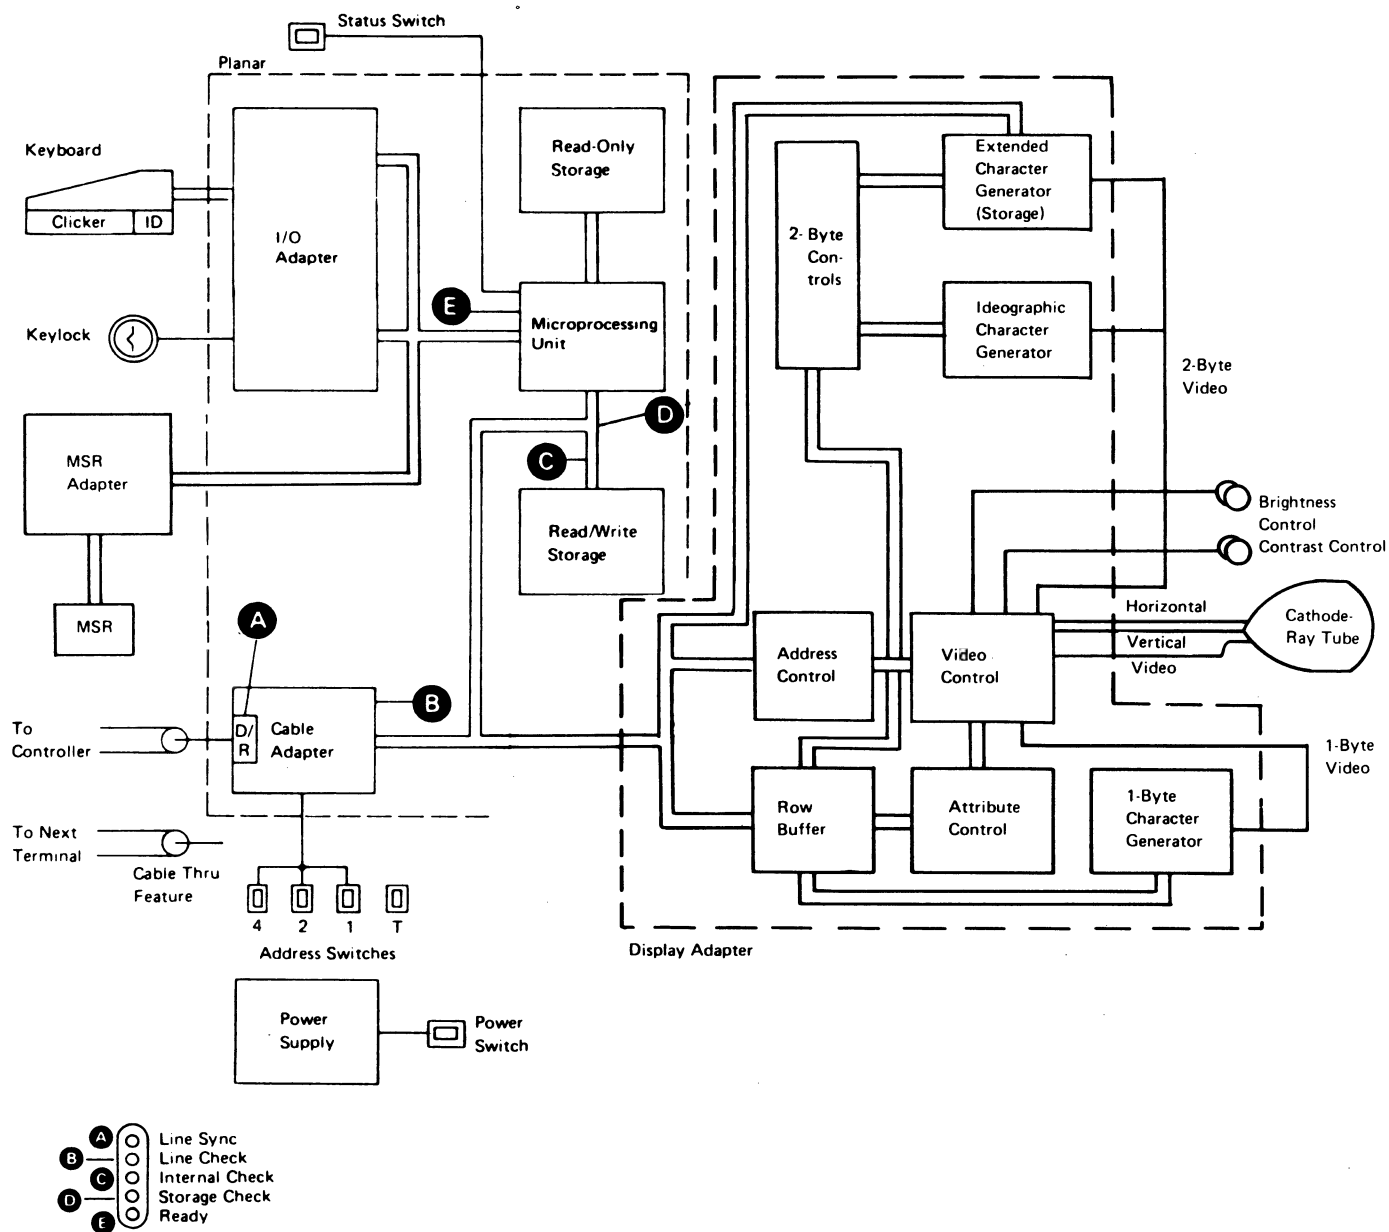 Status Switch
Planar
Keyboard
Clicker
ID
I/O
Adapter
Read-Only
Storage
E
Microprocessing
Unit
Keylock
D
C
MSR
Adapter
Read/Write
Storage
MSR
A
B
D/
R
Cable
Adapter
To
Controller
To Next
Terminal
Cable Thru
Feature
4
2
1
T
Address Switches
Power
Supply
Power
Switch
2-Byte
Con-
trols
Extended
Character
Generator
(Storage)
Ideographic
Character
Generator
2-Byte
Video
Brightness
Control
Contrast Control
Horizontal
Vertical
Video
Cathode-
Ray Tube
Address
Control
Video
Control
Row
Buffer
Attribute
Control
1-Byte
Character
Generator
1-Byte
Video
Display Adapter
A Line Sync
B Line Check
C Internal Check
D Storage Check
E Ready